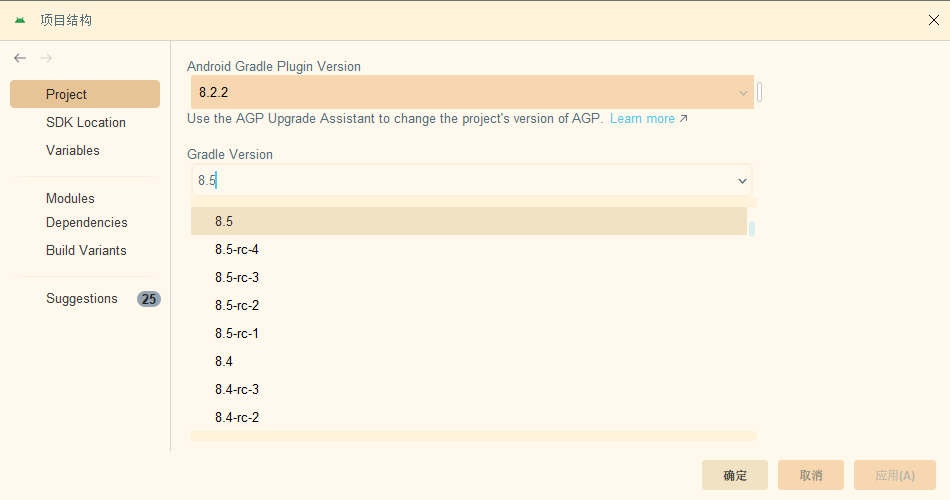 项目结构
Project
SDK Location
Variables
Modules
Dependencies
Build Variants
Suggestions 25
Android Gradle Plugin Version
8.2.2
Use the AGP Upgrade Assistant to change the project's version of AGP. Learn more
Gradle Version
8.5
8.5
8.5-rc-4
8.5-rc-3
8.5-rc-2
8.5-rc-1
8.4
8.4-rc-3
8.4-rc-2
确定 取消 应用(A)